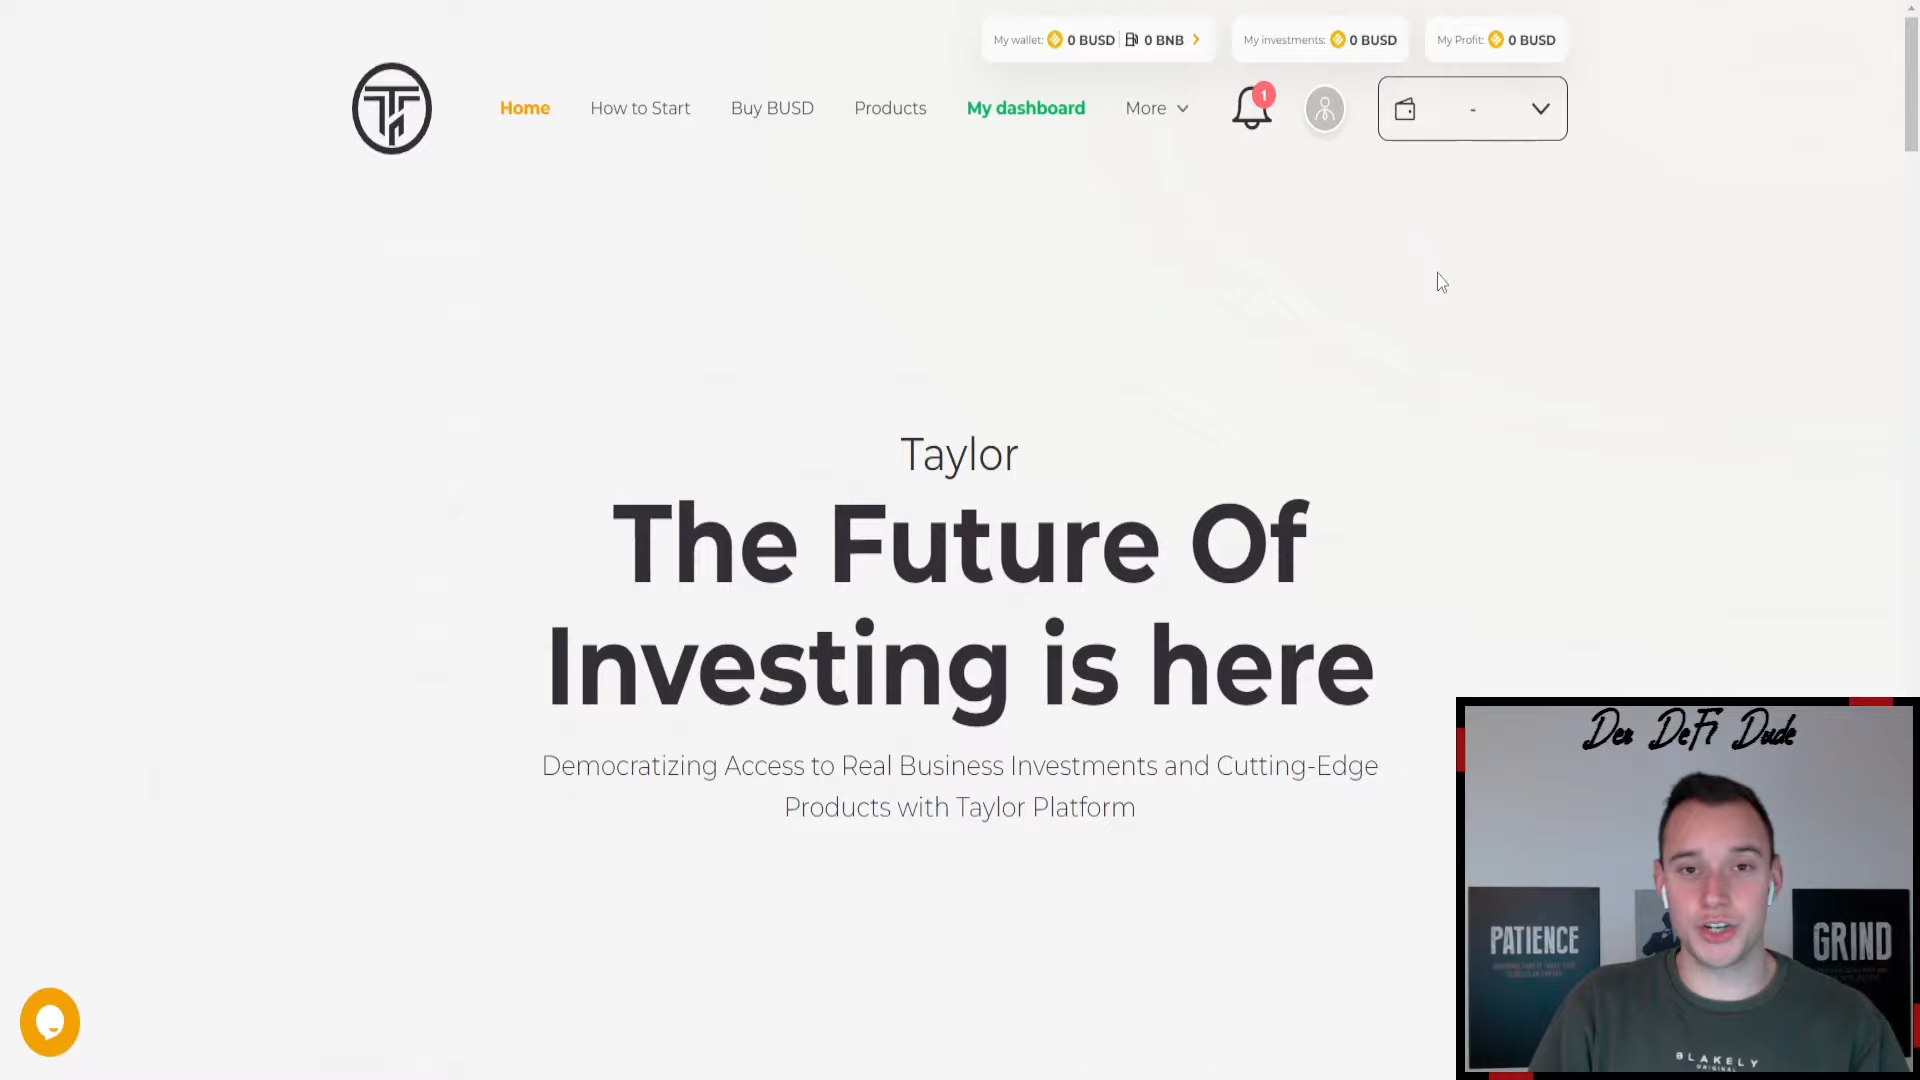 My wallet: 0 BUSD 0 BNB
My investments: 0 BUSD
My Profit: 0 BUSD
Home
How to Start
Buy BUSD
Products
My dashboard
More
1
-
Taylor
The Future Of
Investing is here
Democratizing Access to Real Business Investments and Cutting-Edge
Products with Taylor Platform
Der DeFi Dude
PATIENCE
GRIND
BLAKELY
ORIGINAL